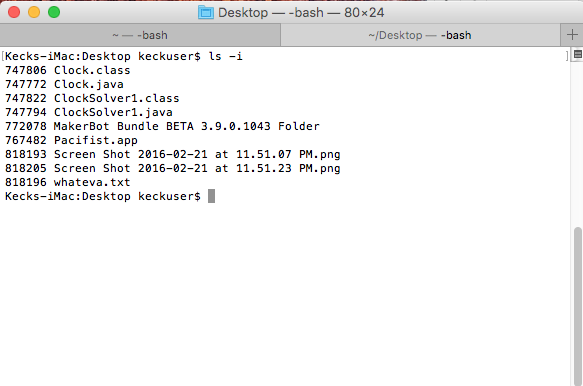 Desktop — -bash — 80×24
~ — -bash
~/Desktop — -bash
+
[Kecks-iMac:Desktop keckuser$ ls -i ]
747806 Clock.class
747772 Clock.java
747822 ClockSolver1.class
747794 ClockSolver1.java
772078 MakerBot Bundle BETA 3.9.0.1043 Folder
767482 Pacifist.app
818193 Screen Shot 2016-02-21 at 11.51.07 PM.png
818205 Screen Shot 2016-02-21 at 11.51.23 PM.png
818196 whateva.txt
Kecks-iMac:Desktop keckuser$